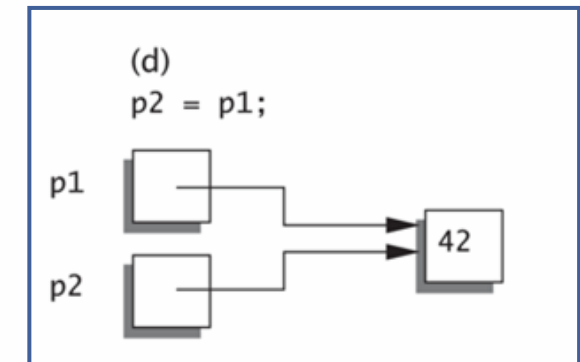 (d)
p2 = p1;
p1
42
p2